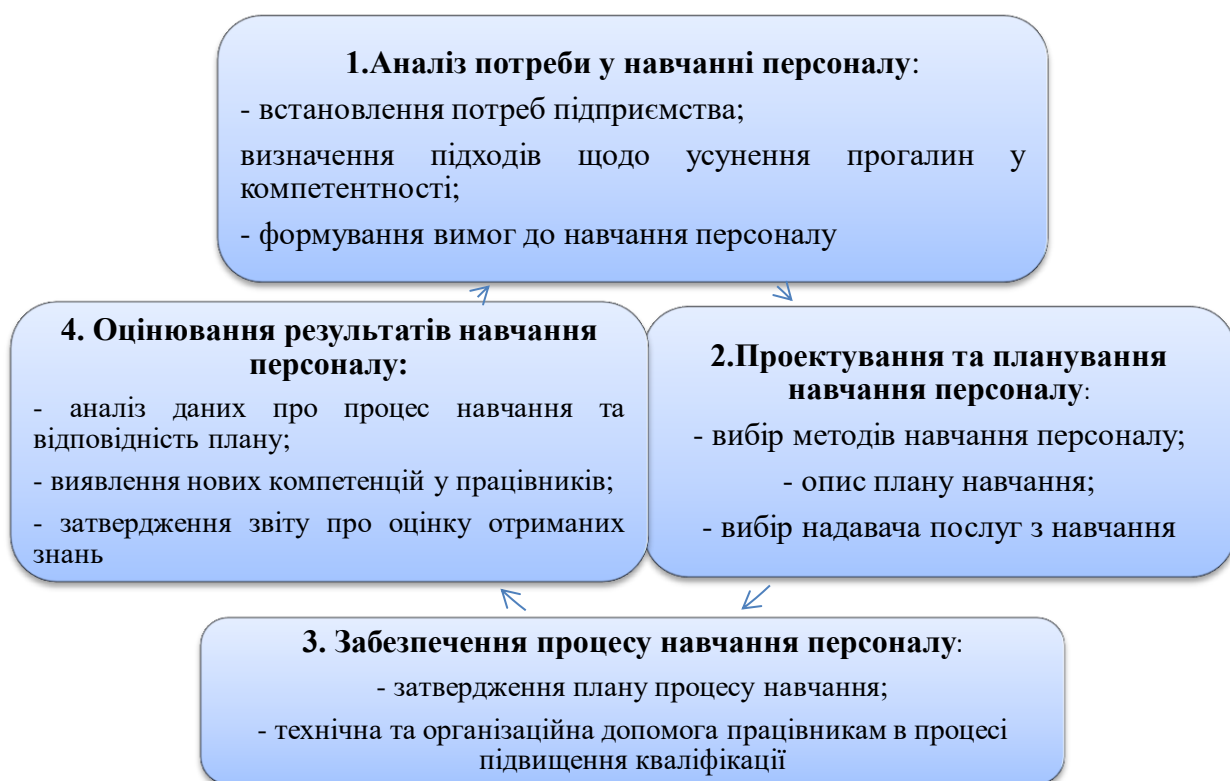 1.Аналіз потреби у навчанні персоналу:
- встановлення потреб підприємства;
визначення підходів щодо усунення прогалин у
компетентності;
- формування вимог до навчання персоналу
2.Проектування та планування
навчання персоналу:
- вибір методів навчання персоналу;
- опис плану навчання;
- вибір надавача послуг з навчання
3. Забезпечення процесу навчання персоналу:
- затвердження плану процесу навчання;
- технічна та організаційна допомога працівникам в процесі
підвищення кваліфікації
4. Оцінювання результатів навчання
персоналу:
- аналіз даних про процес навчання та
відповідність плану;
- виявлення нових компетенцій у працівників;
- затвердження звіту про оцінку отриманих
знань